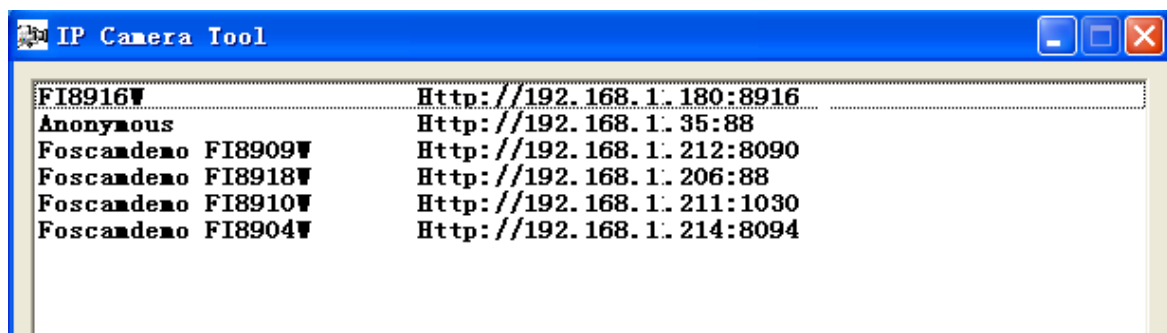 IP Camera Tool
FI8916W Http://192.168.1.180:8916
Anonymous Http://192.168.1.35:88
Foscamdemo FI8909W Http://192.168.1.212:8090
Foscamdemo FI8918W Http://192.168.1.206:88
Foscamdemo FI8910W Http://192.168.1.211:1030
Foscamdemo FI8904W Http://192.168.1.214:8094